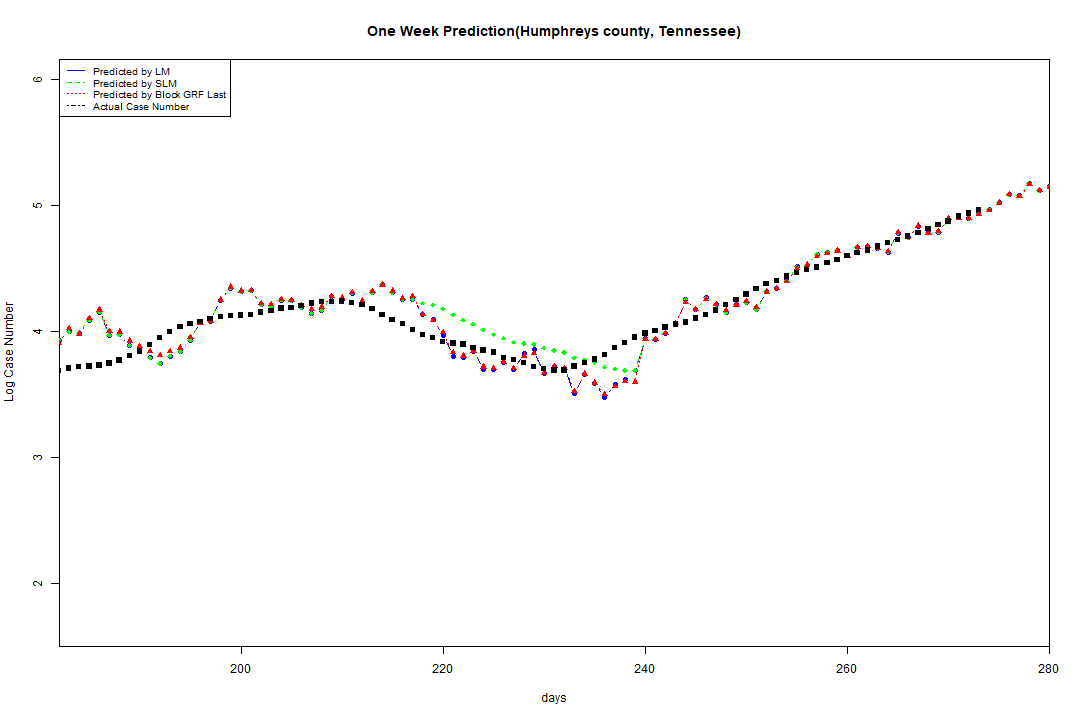 One Week Prediction(Humphreys county, Tennessee)
Predicted by LM
Predicted by SLM
Predicted by Block GRF Last
Actual Case Number
6
5
4
3
2
Log Case Number
200 220 240 260 280
days